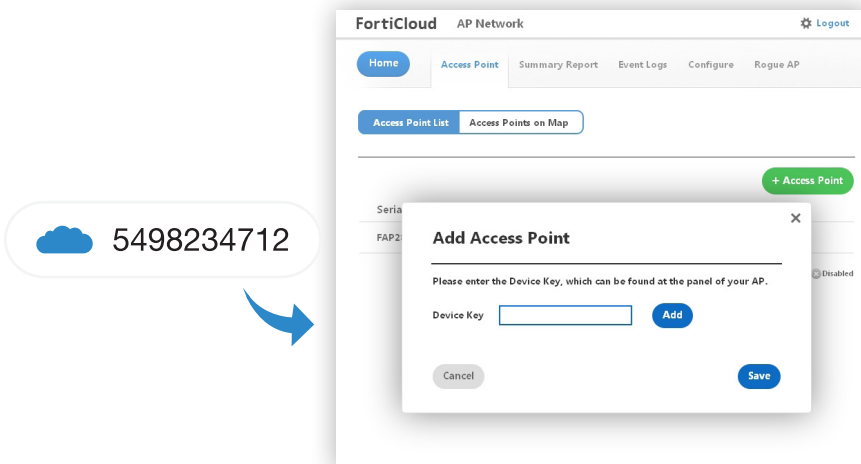 FortiCloud AP Network Logout
Home Access Point Summary Report Event Logs Configure Rogue AP
Access Point List Access Points on Map
+ Access Point
5498234712
Add Access Point
Please enter the Device Key, which can be found at the panel of your AP.
Disabled
Device Key Add
Cancel Save